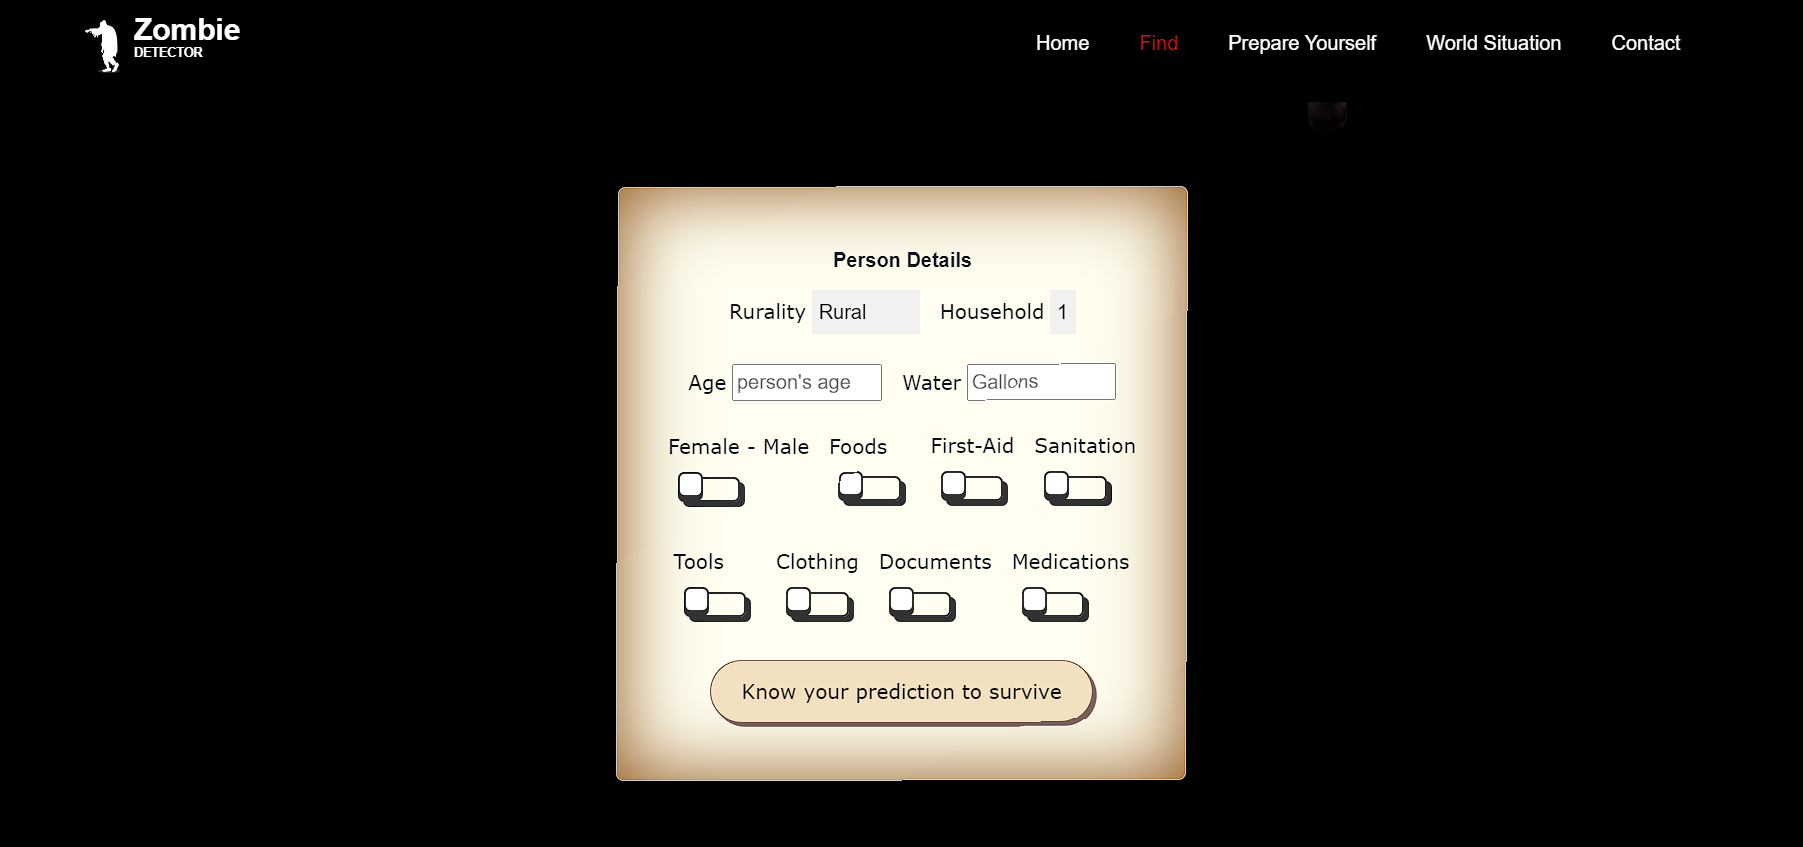 Zombie
DETECTOR
Home Find Prepare Yourself World Situation Contact
Person Details
Rurality Rural Household 1
Age person's age Water Gallons
Female - Male Foods First-Aid Sanitation
Tools Clothing Documents Medications
Know your prediction to survive